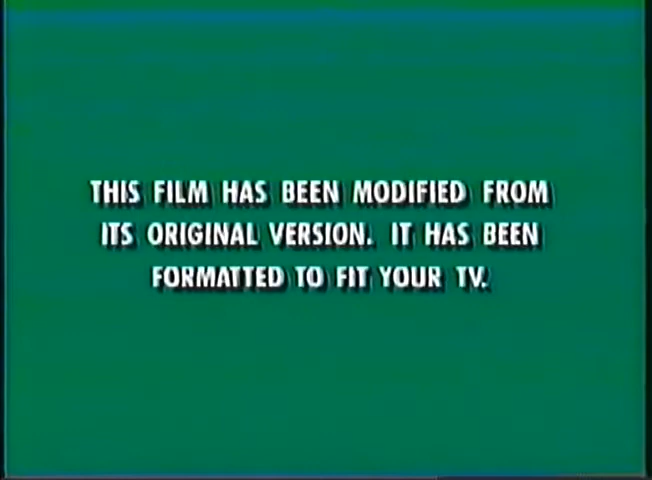 THIS FILM HAS BEEN MODIFIED FROM
ITS ORIGINAL VERSION. IT HAS BEEN
FORMATTED TO FIT YOUR TV.